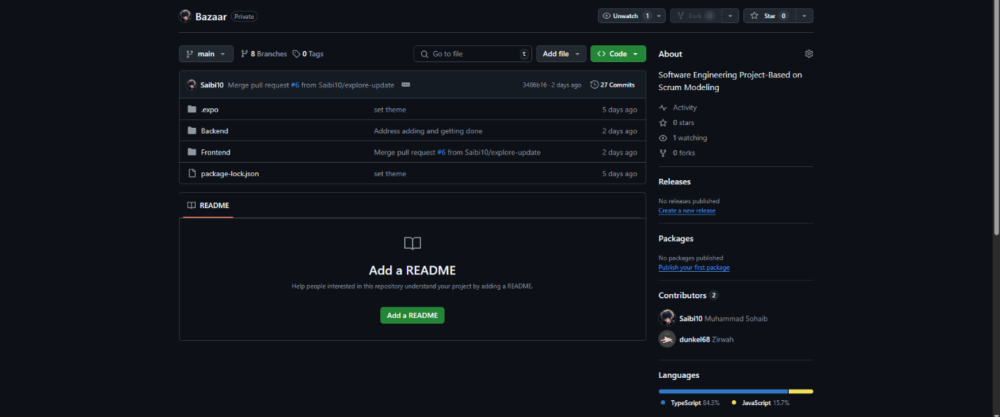 Bazaar Private
Unwatch 1
Fork 0
Star 0
main
8 Branches
0 Tags
Go to file t
Add file
Code
Saibi10 Merge pull request #6 from Saibi10/explore-update
3486b16 · 2 days ago
27 Commits
.expo set theme 5 days ago
Backend Address adding and getting done 2 days ago
Frontend Merge pull request #6 from Saibi10/explore-update 2 days ago
package-lock.json set theme 5 days ago
README
Add a README
Help people interested in this repository understand your project by adding a README.
Add a README
About
Software Engineering Project-Based on
Scrum Modeling
Activity
0 stars
1 watching
0 forks
Releases
No releases published
Create a new release
Packages
No packages published
Publish your first package
Contributors 2
Saibi10 Muhammad Sohaib
dunkel68 Zirwah
Languages
TypeScript 84.3% JavaScript 15.7%